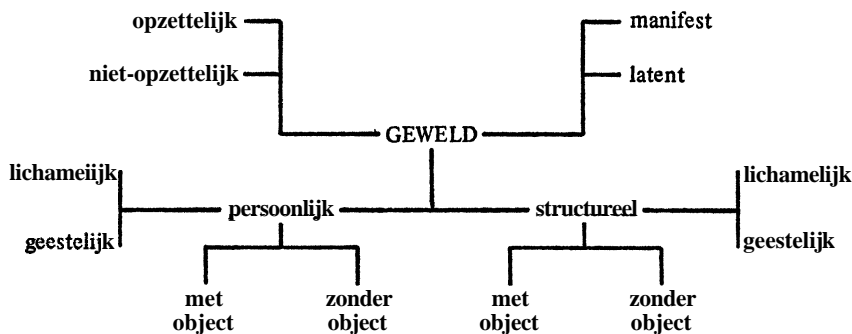 opzettelijk
manifest
niet-opzettelijk
latent
GEWELD
lichameiijk
lichamelijk
persoonlijk
structureel
geestelijk
geestelijk
met
object
zonder
object
met
object
zonder
object